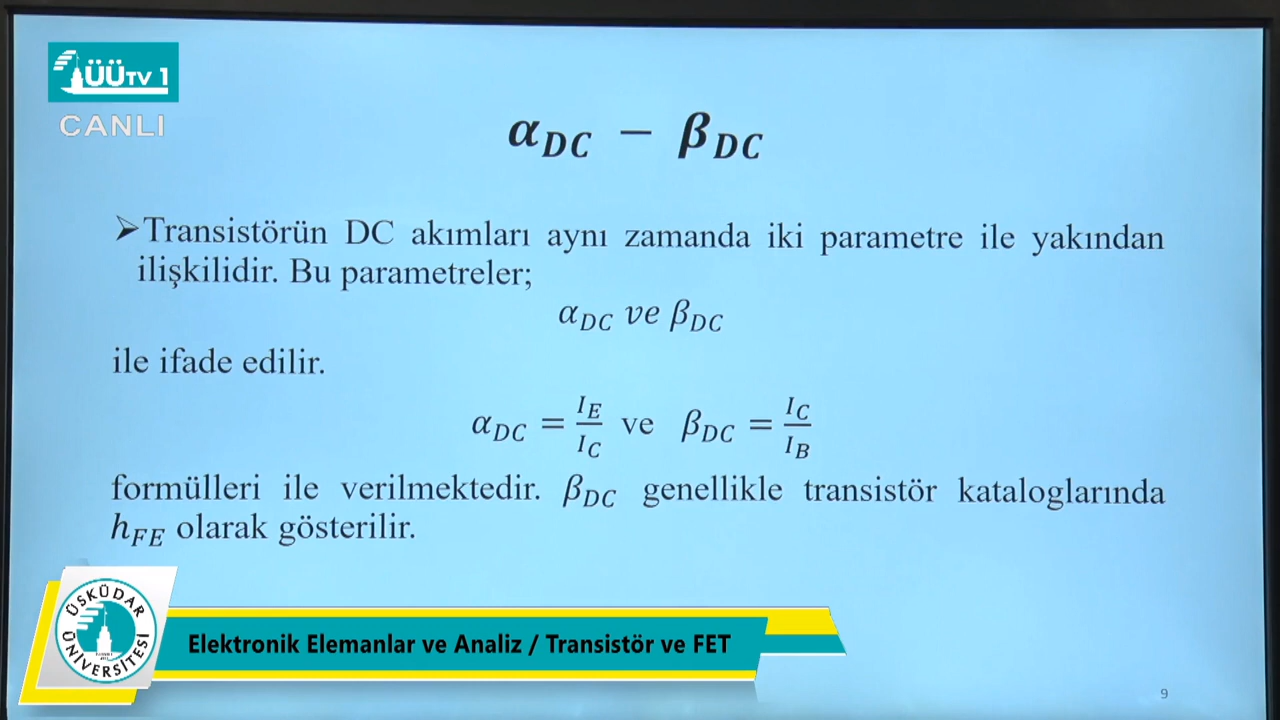 ÜÜTV 1
CANLI
α_DC − β_DC
➢Transistörün DC akımları aynı zamanda iki parametre ile yakından
ilişkilidir. Bu parametreler;
α_DC ve β_DC
ile ifade edilir.
α_DC = I_E/I_C ve β_DC = I_C/I_B
formülleri ile verilmektedir. β_DC genellikle transistör kataloglarında
h_FE olarak gösterilir.
ÜSKÜDAR ÜNİVERSİTESİ
Elektronik Elemanlar ve Analiz / Transistör ve FET
9